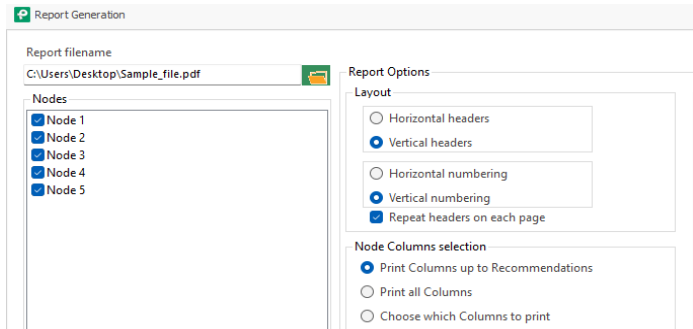 Report Generation
Report filename
C:\Users\Desktop\Sample_file.pdf
Nodes
Node 1
Node 2
Node 3
Node 4
Node 5
Report Options
Layout
Horizontal headers
Vertical headers
Horizontal numbering
Vertical numbering
Repeat headers on each page
Node Columns selection
Print Columns up to Recommendations
Print all Columns
Choose which Columns to print